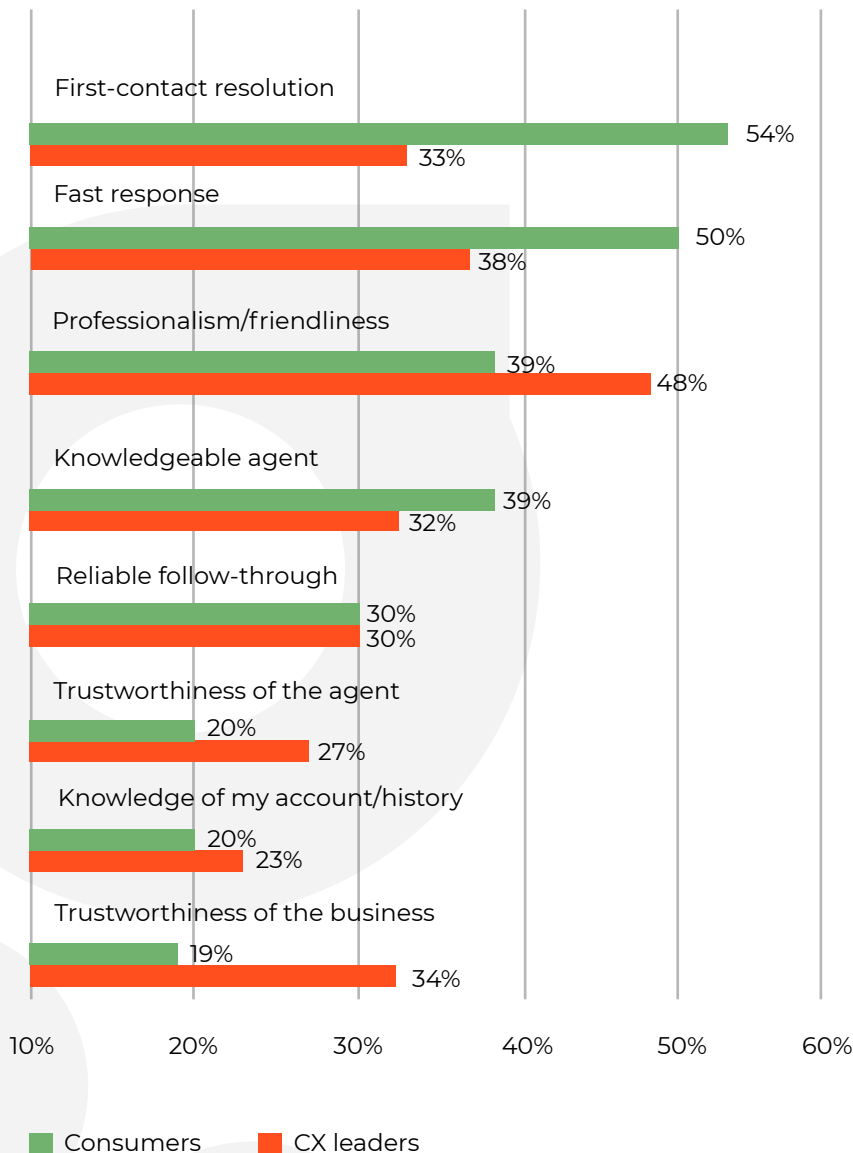 First-contact resolution
54%
33%
Fast response
50%
38%
Professionalism/friendliness
39%
48%
Knowledgeable agent
39%
32%
Reliable follow-through
30%
30%
Trustworthiness of the agent
20%
27%
Knowledge of my account/history
20%
23%
Trustworthiness of the business
19%
34%
10% 20% 30% 40% 50% 60%
Consumers CX leaders